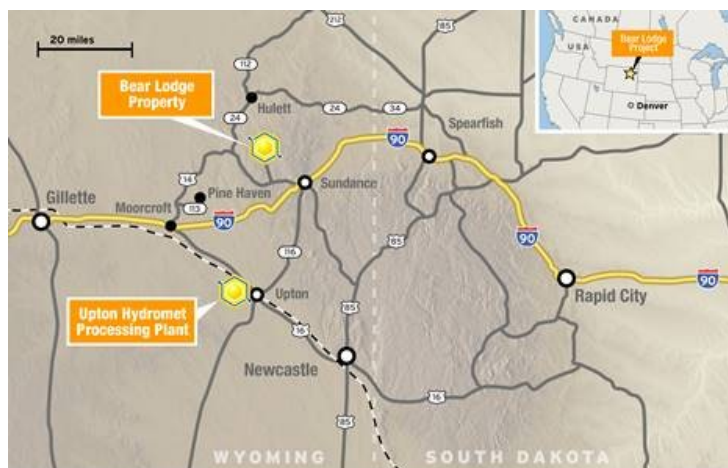 20 miles
212
85
CANADA
USA
Bear Lodge
Project
Denver
112
Bear Lodge
Property
Hulett
24
24
34
90
Spearfish
14
Pine Haven
113
Sundance
Gillette
Moorcroft
90
90
85
116
Rapid City
90
Upton Hydromet
Processing Plant
Upton
85
16
Newcastle
16
85
WYOMING
SOUTH DAKOTA